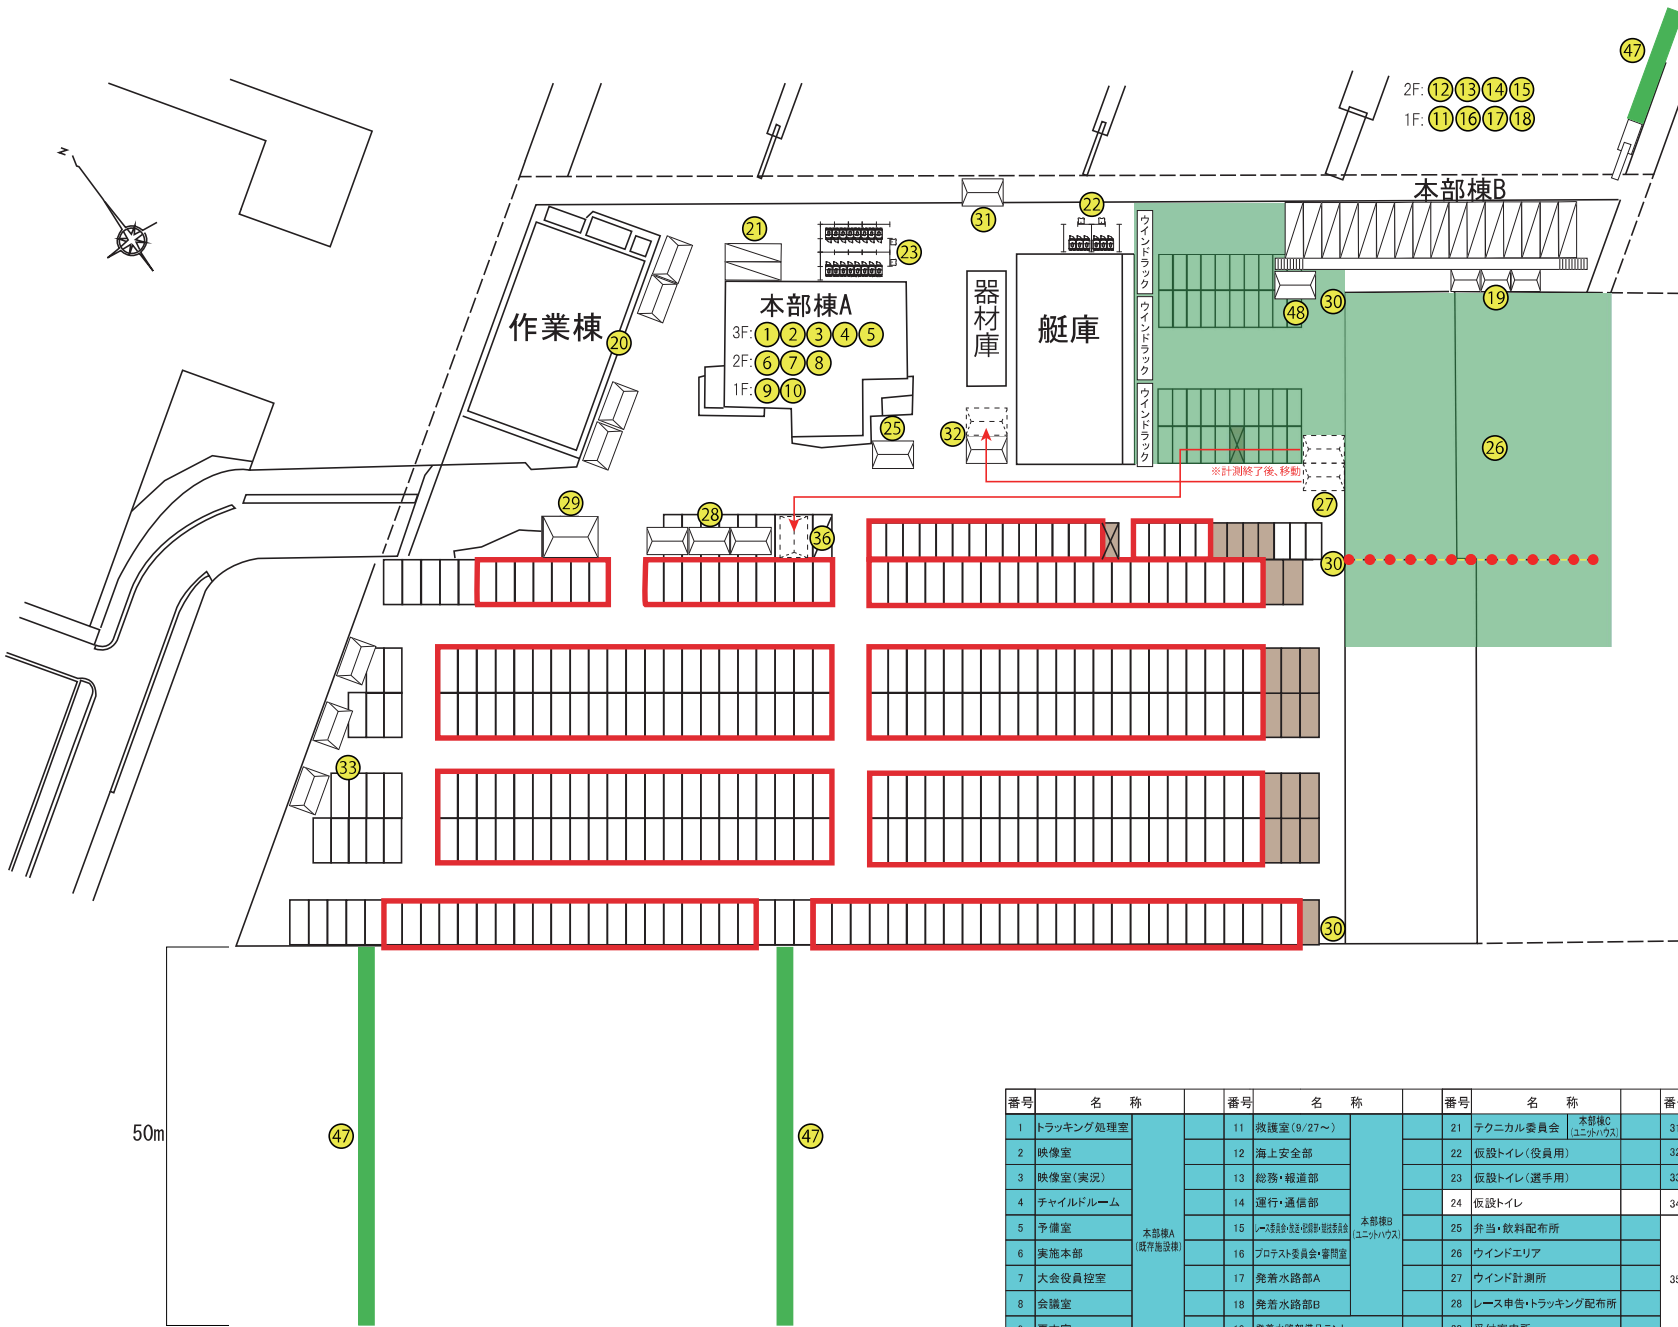 47
2F: 12 13 14 15
1F: 11 16 17 18
N
本部棟B
31
22
21
23
ウインドラック
ウインドラック
ウインドラック
作業棟
20
本部棟A
3F: 1 2 3 4 5
2F: 6 7 8
1F: 9 10
器材庫
艇庫
48
30
19
25
32
26
※計測終了後、移動
27
29
28
36
30
33
30
50m
47
47
番号 名 称 番号 名 称 番号 名 称 番
1 トラッキング処理室 11 救護室(9/27～) 21 テクニカル委員会 本部棟C (ユニットハウス) 31
2 映像室 12 海上安全部 22 仮設トイレ(役員用) 32
3 映像室(実況) 13 総務・報道部 23 仮設トイレ(選手用) 33
4 チャイルドルーム 14 運行・通信部 24 仮設トイレ 34
5 予備室 本部棟A (既存施設棟) 15 本部棟B (ユニットハウス) 25 弁当・飲料配布所
6 実施本部 16 プロテスト委員会・審問室 26 ウインドエリア
7 大会役員控室 17 発着水路部A 27 ウインド計測所 35
8 会議室 18 発着水路部B 28 レース申告・トラッキング配布所